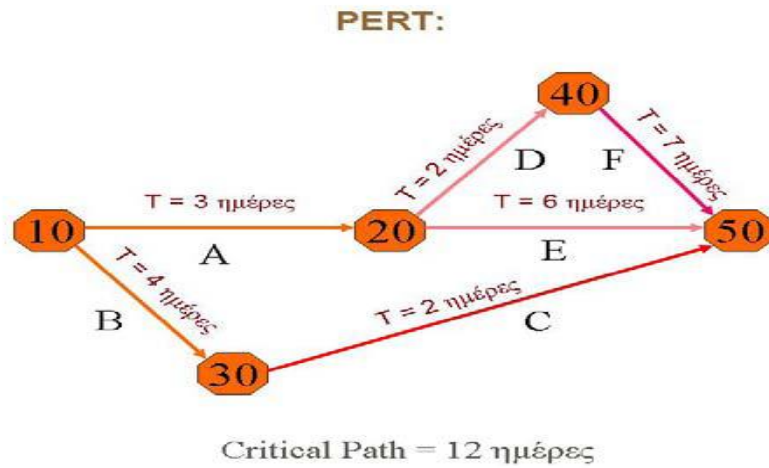 PERT:
40
T = 2 ημέρες
D
F
T = 7 ημέρες
T = 3 ημέρες
T = 6 ημέρες
10
20
50
A
E
T = 4 ημέρες
B
T = 2 ημέρες
C
30
Critical Path = 12 ημέρες